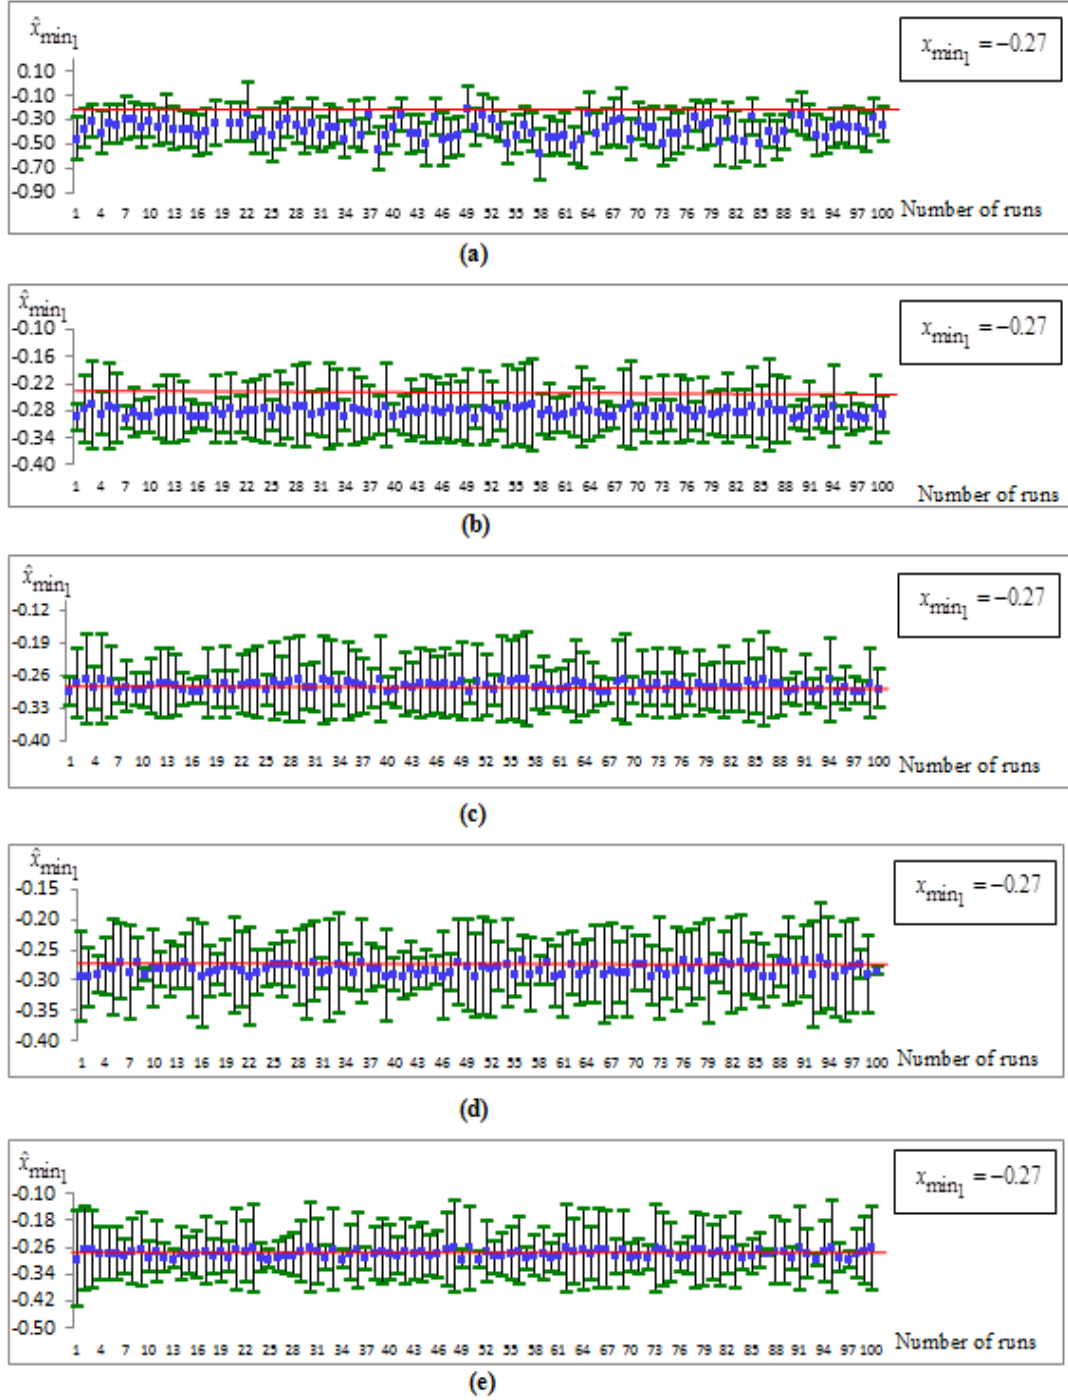 x̂min1
xmin1 = −0.27
0.10
-0.10
-0.30
-0.50
-0.70
-0.90
1 4 7 10 13 16 19 22 25 28 31 34 37 40 43 46 49 52 55 58 61 64 67 70 73 76 79 82 85 88 91 94 97 100 Number of runs
(a)
x̂min1
xmin1 = −0.27
-0.10
-0.16
-0.22
-0.28
-0.34
-0.40
1 4 7 10 13 16 19 22 25 28 31 34 37 40 43 46 49 52 55 58 61 64 67 70 73 76 79 82 85 88 91 94 97 100 Number of runs
(b)
x̂min1
xmin1 = −0.27
-0.12
-0.19
-0.26
-0.33
-0.40
1 4 7 10 13 16 19 22 25 28 31 34 37 40 43 46 49 52 55 58 61 64 67 70 73 76 79 82 85 88 91 94 97 100 Number of runs
(c)
x̂min1
xmin1 = −0.27
-0.15
-0.20
-0.25
-0.30
-0.35
-0.40
1 4 7 10 13 16 19 22 25 28 31 34 37 40 43 46 49 52 55 58 61 64 67 70 73 76 79 82 85 88 91 94 97 100 Number of runs
(d)
x̂min1
xmin1 = −0.27
-0.10
-0.18
-0.26
-0.34
-0.42
-0.50
1 4 7 10 13 16 19 22 25 28 31 34 37 40 43 46 49 52 55 58 61 64 67 70 73 76 79 82 85 88 91 94 97 100 Number of runs
(e)